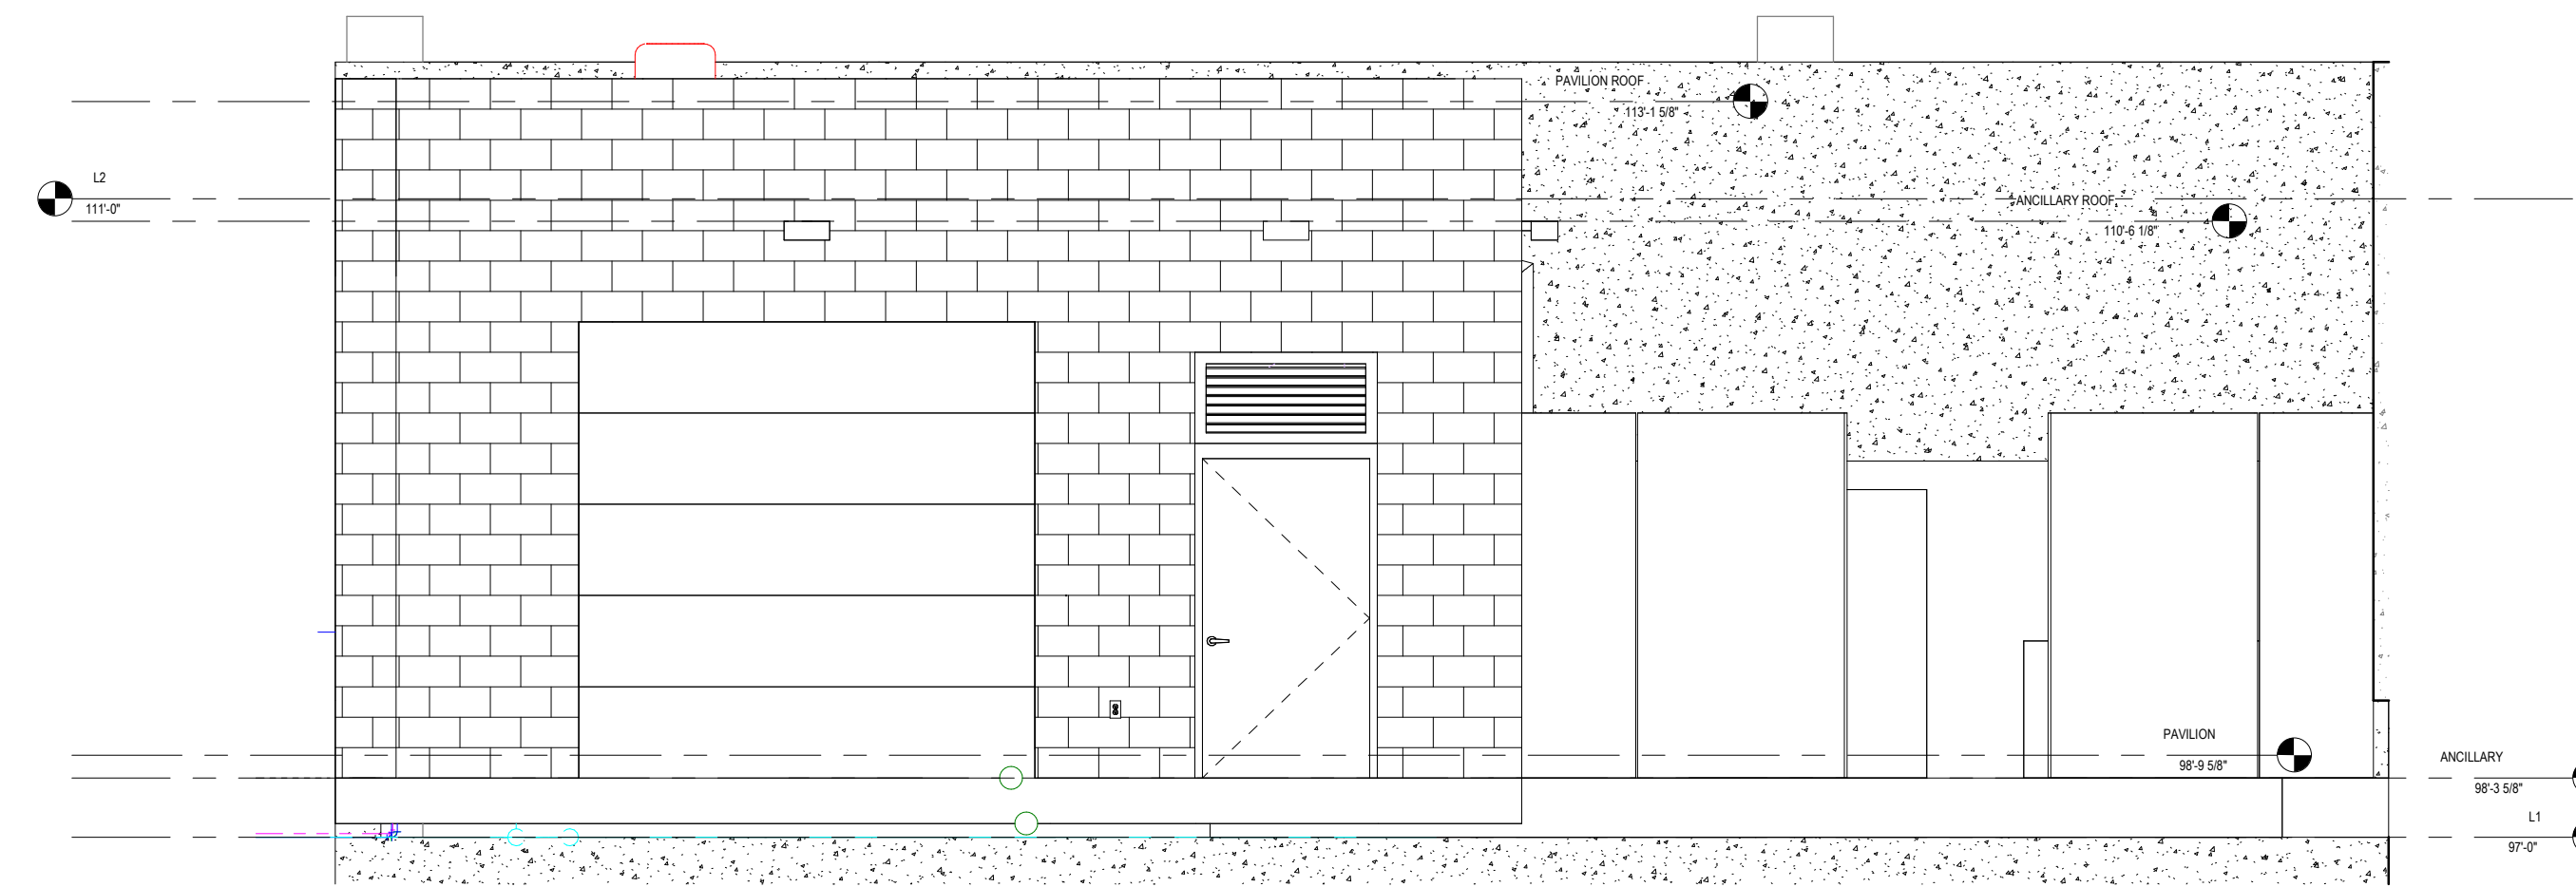 PAVILION ROOF
113'-1 5/8"
L2
111'-0"
ANCILLARY ROOF
110'-6 1/8"
PAVILION
98'-9 5/8"
ANCILLARY
98'-3 5/8"
L1
97'-0"